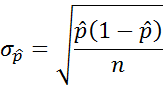 σ_p̂ = √(p̂(1 − p̂)/n)